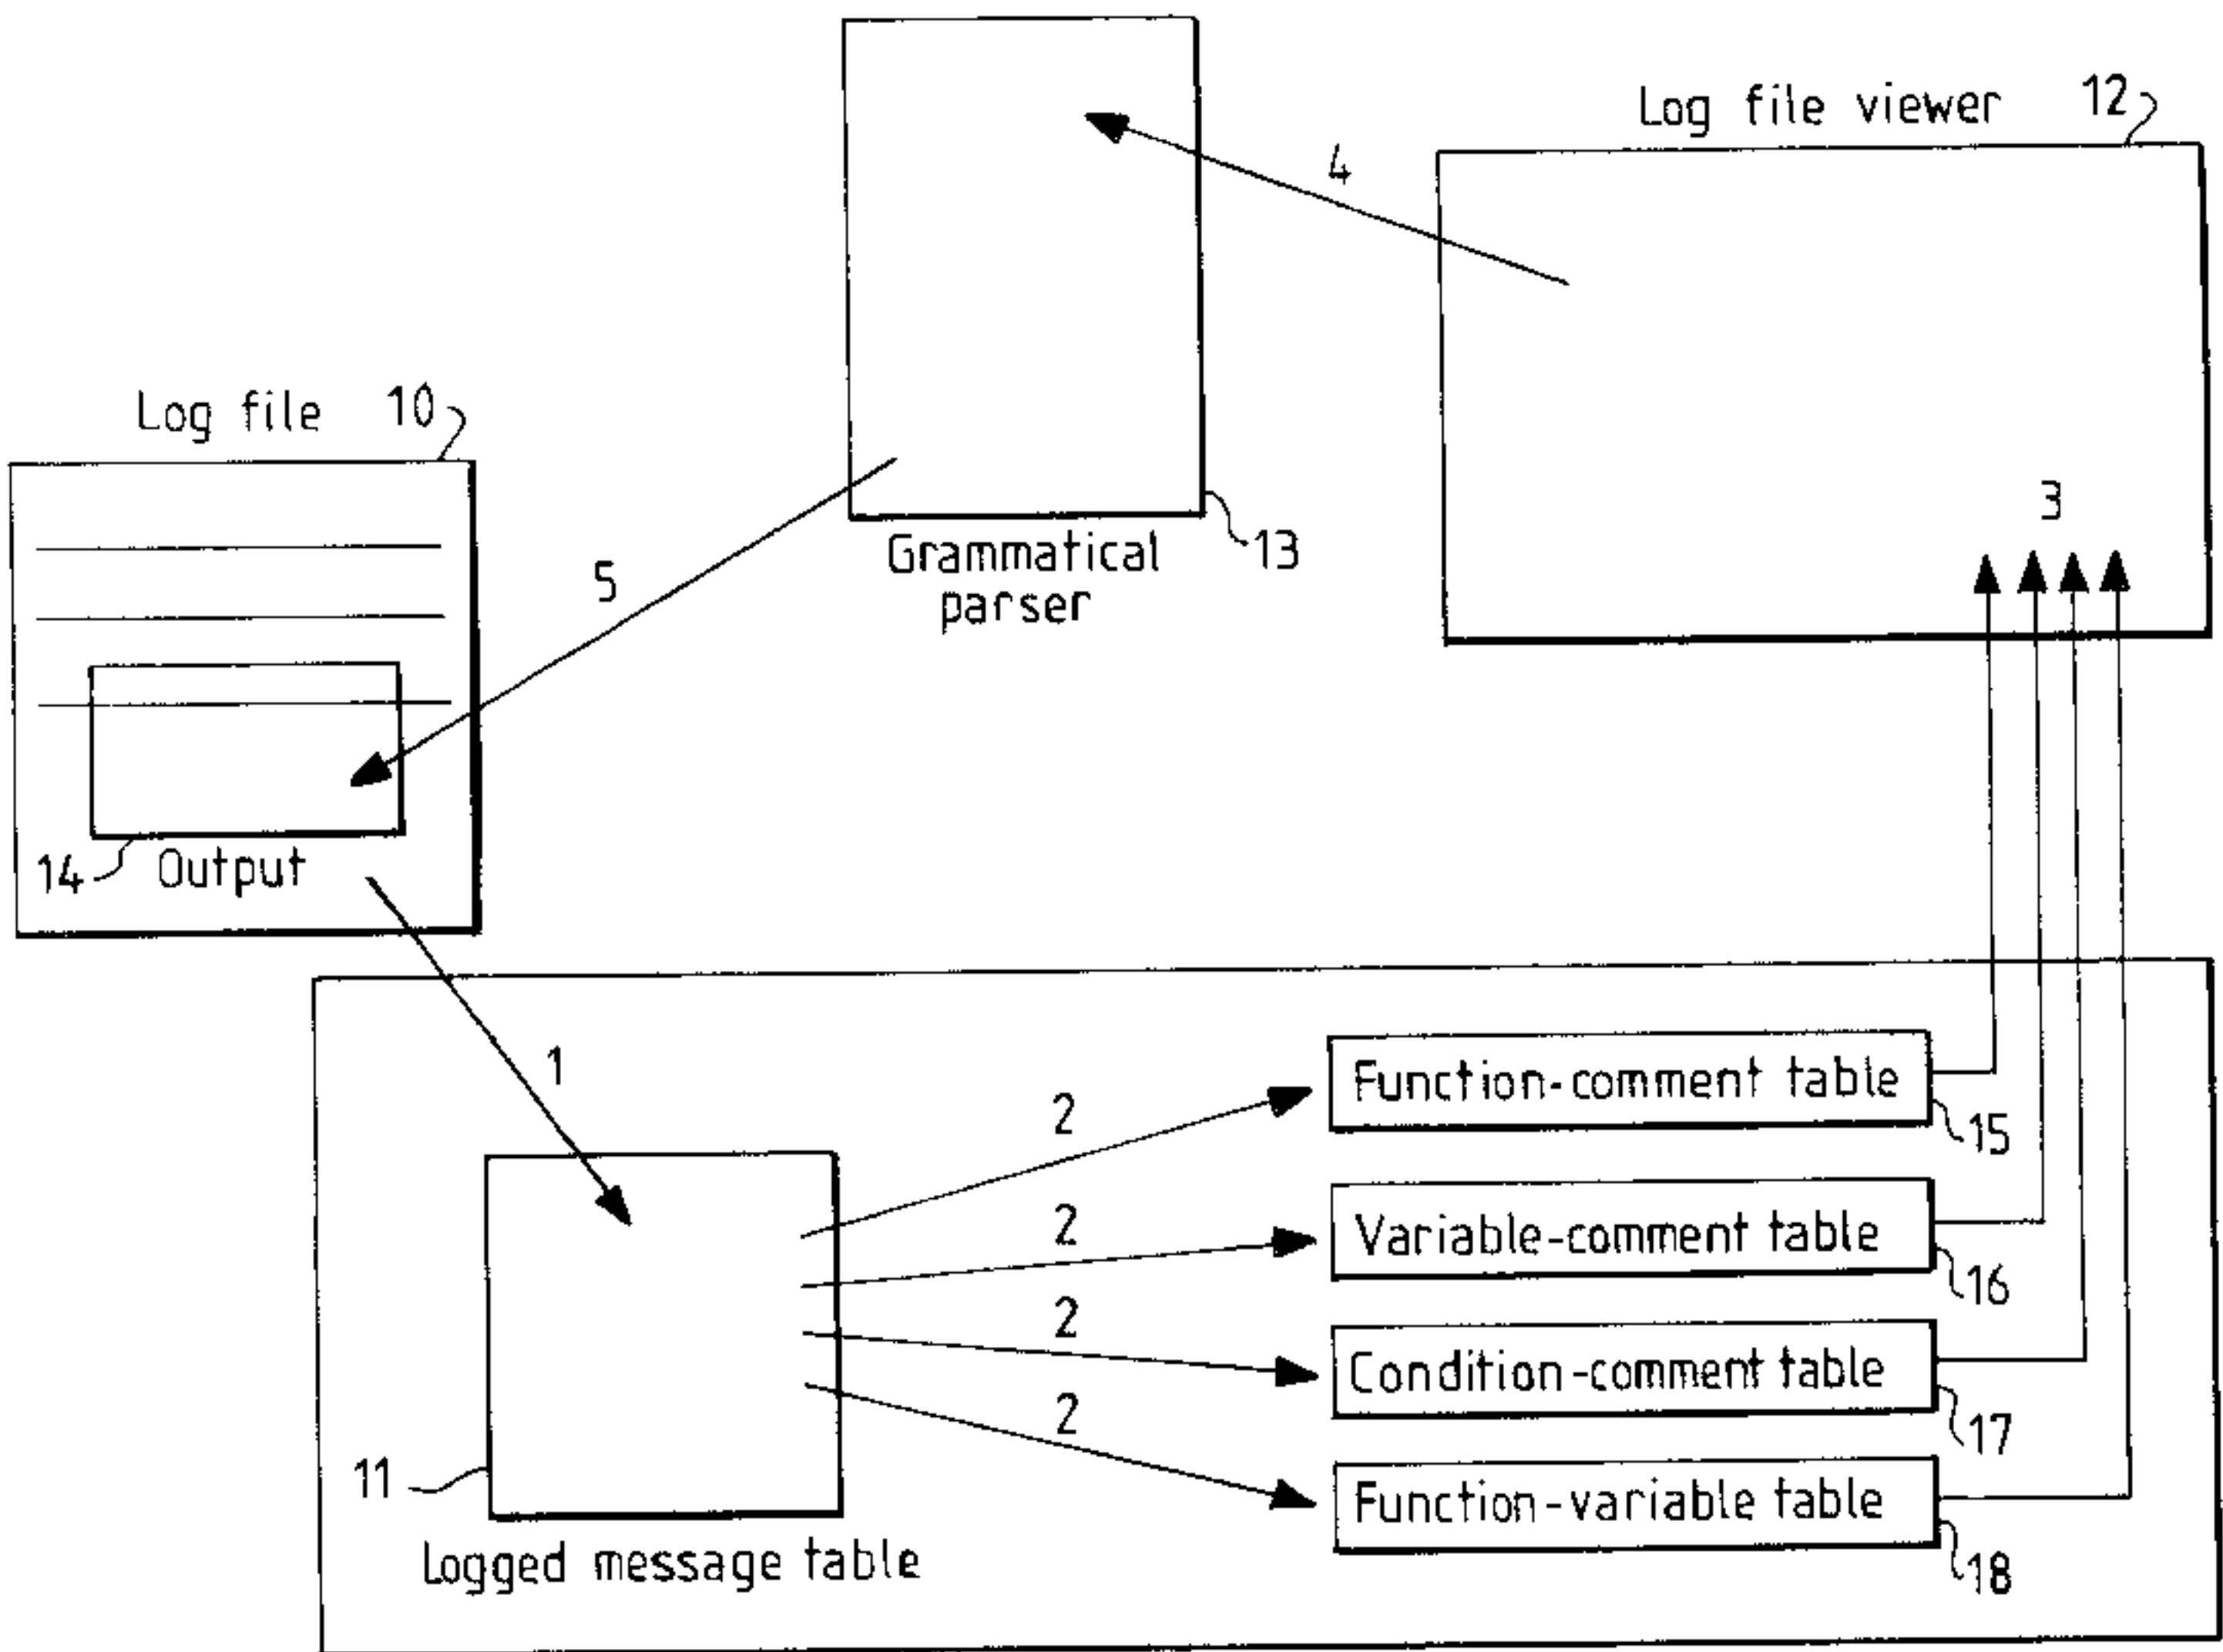 Log file viewer 12
4
Log file 10
3
Grammatical
parser
13
5
14 Output
1
2
Function-comment table
15
2
Variable-comment table
16
2
Condition-comment table
17
2
Function-variable table
18
11
Logged message table